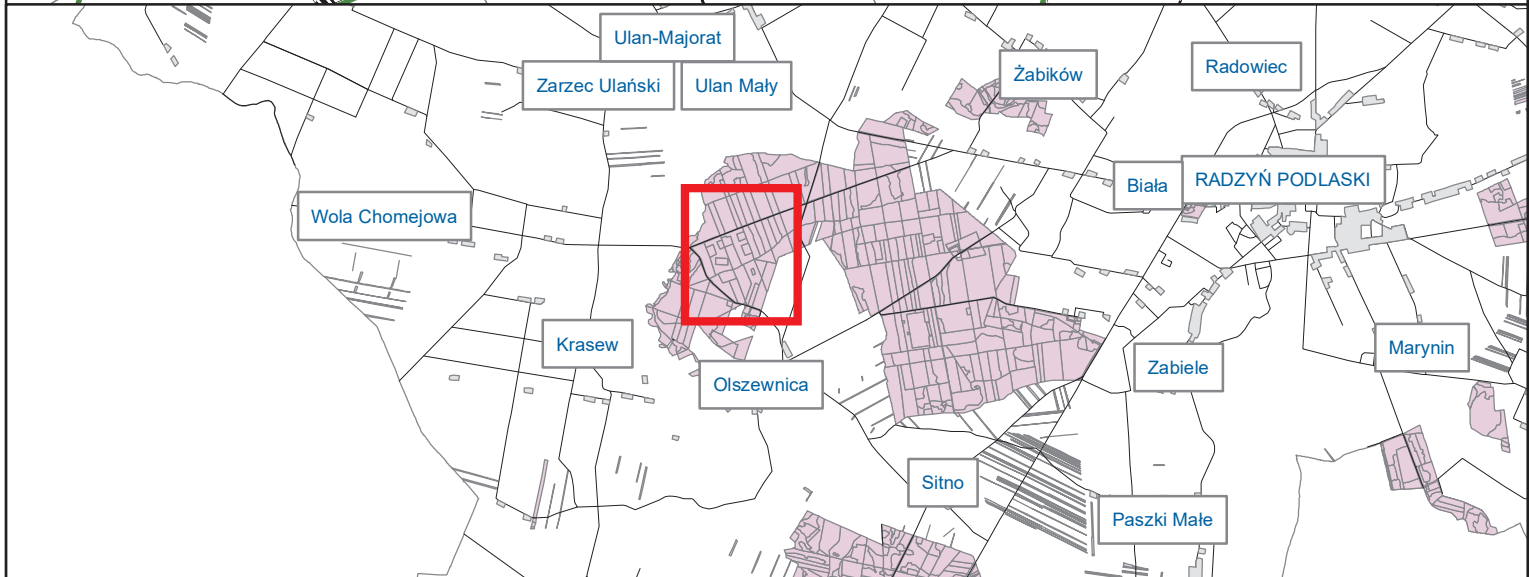 Ulan-Majorat
Zarzec Ulański
Ulan Mały
Żabików
Radowiec
Biała
RADZYŃ PODLASKI
Wola Chomejowa
Krasew
Olszewnica
Zabiele
Marynin
Sitno
Paszki Małe